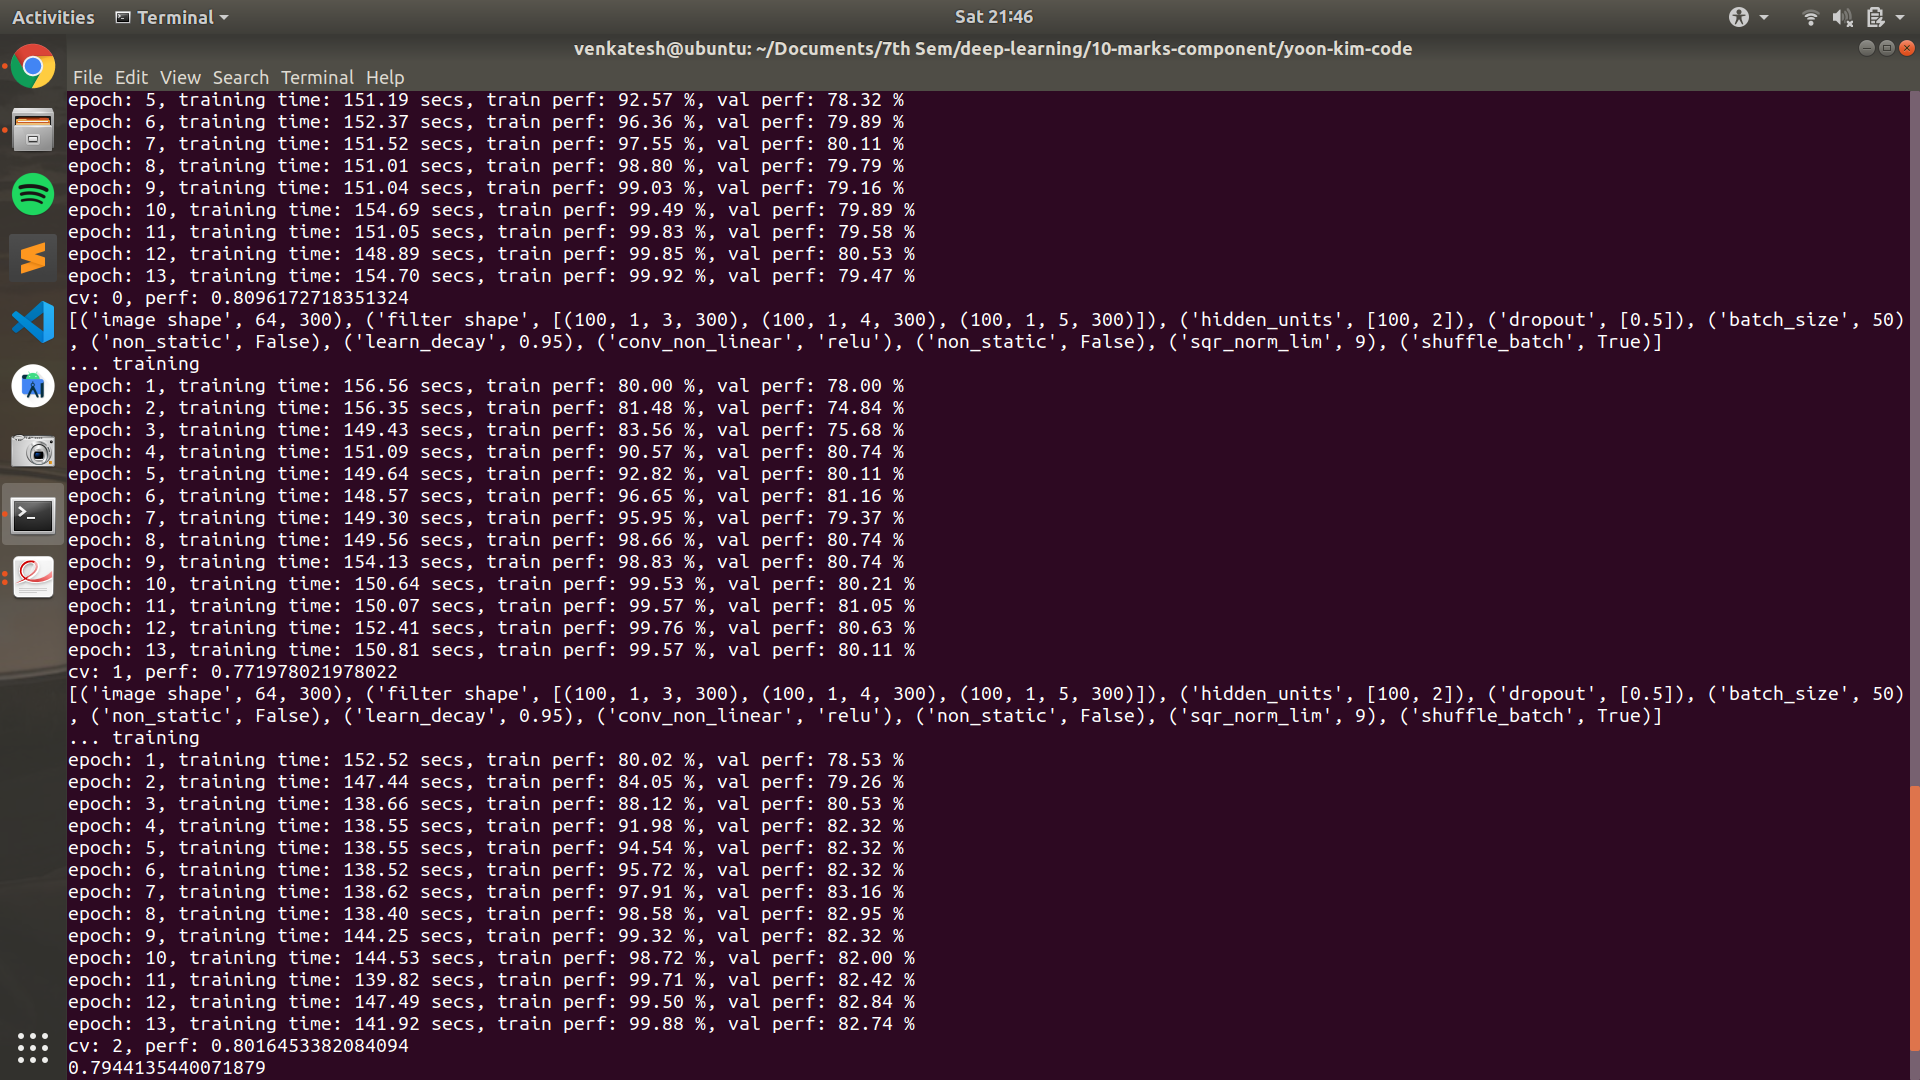 Activities Terminal Sat 21:46
venkatesh@ubuntu: ~/Documents/7th Sem/deep-learning/10-marks-component/yoon-kim-code
File Edit View Search Terminal Help
epoch: 5, training time: 151.19 secs, train perf: 92.57 %, val perf: 78.32 %
epoch: 6, training time: 152.37 secs, train perf: 96.36 %, val perf: 79.89 %
epoch: 7, training time: 151.52 secs, train perf: 97.55 %, val perf: 80.11 %
epoch: 8, training time: 151.01 secs, train perf: 98.80 %, val perf: 79.79 %
epoch: 9, training time: 151.04 secs, train perf: 99.03 %, val perf: 79.16 %
epoch: 10, training time: 154.69 secs, train perf: 99.49 %, val perf: 79.89 %
epoch: 11, training time: 151.05 secs, train perf: 99.83 %, val perf: 79.58 %
epoch: 12, training time: 148.89 secs, train perf: 99.85 %, val perf: 80.53 %
epoch: 13, training time: 154.70 secs, train perf: 99.92 %, val perf: 79.47 %
cv: 0, perf: 0.8096172718351324
[('image shape', 64, 300), ('filter shape', [(100, 1, 3, 300), (100, 1, 4, 300), (100, 1, 5, 300)]), ('hidden_units', [100, 2]), ('dropout', [0.5]), ('batch_size', 50)
, ('non_static', False), ('learn_decay', 0.95), ('conv_non_linear', 'relu'), ('non_static', False), ('sqr_norm_lim', 9), ('shuffle_batch', True)]
... training
epoch: 1, training time: 156.56 secs, train perf: 80.00 %, val perf: 78.00 %
epoch: 2, training time: 156.35 secs, train perf: 81.48 %, val perf: 74.84 %
epoch: 3, training time: 149.43 secs, train perf: 83.56 %, val perf: 75.68 %
epoch: 4, training time: 151.09 secs, train perf: 90.57 %, val perf: 80.74 %
epoch: 5, training time: 149.64 secs, train perf: 92.82 %, val perf: 80.11 %
epoch: 6, training time: 148.57 secs, train perf: 96.65 %, val perf: 81.16 %
epoch: 7, training time: 149.30 secs, train perf: 95.95 %, val perf: 79.37 %
epoch: 8, training time: 149.56 secs, train perf: 98.66 %, val perf: 80.74 %
epoch: 9, training time: 154.13 secs, train perf: 98.83 %, val perf: 80.74 %
epoch: 10, training time: 150.64 secs, train perf: 99.53 %, val perf: 80.21 %
epoch: 11, training time: 150.07 secs, train perf: 99.57 %, val perf: 81.05 %
epoch: 12, training time: 152.41 secs, train perf: 99.76 %, val perf: 80.63 %
epoch: 13, training time: 150.81 secs, train perf: 99.57 %, val perf: 80.11 %
cv: 1, perf: 0.771978021978022
[('image shape', 64, 300), ('filter shape', [(100, 1, 3, 300), (100, 1, 4, 300), (100, 1, 5, 300)]), ('hidden_units', [100, 2]), ('dropout', [0.5]), ('batch_size', 50)
, ('non_static', False), ('learn_decay', 0.95), ('conv_non_linear', 'relu'), ('non_static', False), ('sqr_norm_lim', 9), ('shuffle_batch', True)]
... training
epoch: 1, training time: 152.52 secs, train perf: 80.02 %, val perf: 78.53 %
epoch: 2, training time: 147.44 secs, train perf: 84.05 %, val perf: 79.26 %
epoch: 3, training time: 138.66 secs, train perf: 88.12 %, val perf: 80.53 %
epoch: 4, training time: 138.55 secs, train perf: 91.98 %, val perf: 82.32 %
epoch: 5, training time: 138.55 secs, train perf: 94.54 %, val perf: 82.32 %
epoch: 6, training time: 138.52 secs, train perf: 95.72 %, val perf: 82.32 %
epoch: 7, training time: 138.62 secs, train perf: 97.91 %, val perf: 83.16 %
epoch: 8, training time: 138.40 secs, train perf: 98.58 %, val perf: 82.95 %
epoch: 9, training time: 144.25 secs, train perf: 99.32 %, val perf: 82.32 %
epoch: 10, training time: 144.53 secs, train perf: 98.72 %, val perf: 82.00 %
epoch: 11, training time: 139.82 secs, train perf: 99.71 %, val perf: 82.42 %
epoch: 12, training time: 147.49 secs, train perf: 99.50 %, val perf: 82.84 %
epoch: 13, training time: 141.92 secs, train perf: 99.88 %, val perf: 82.74 %
cv: 2, perf: 0.8016453382084094
0.7944135440071879